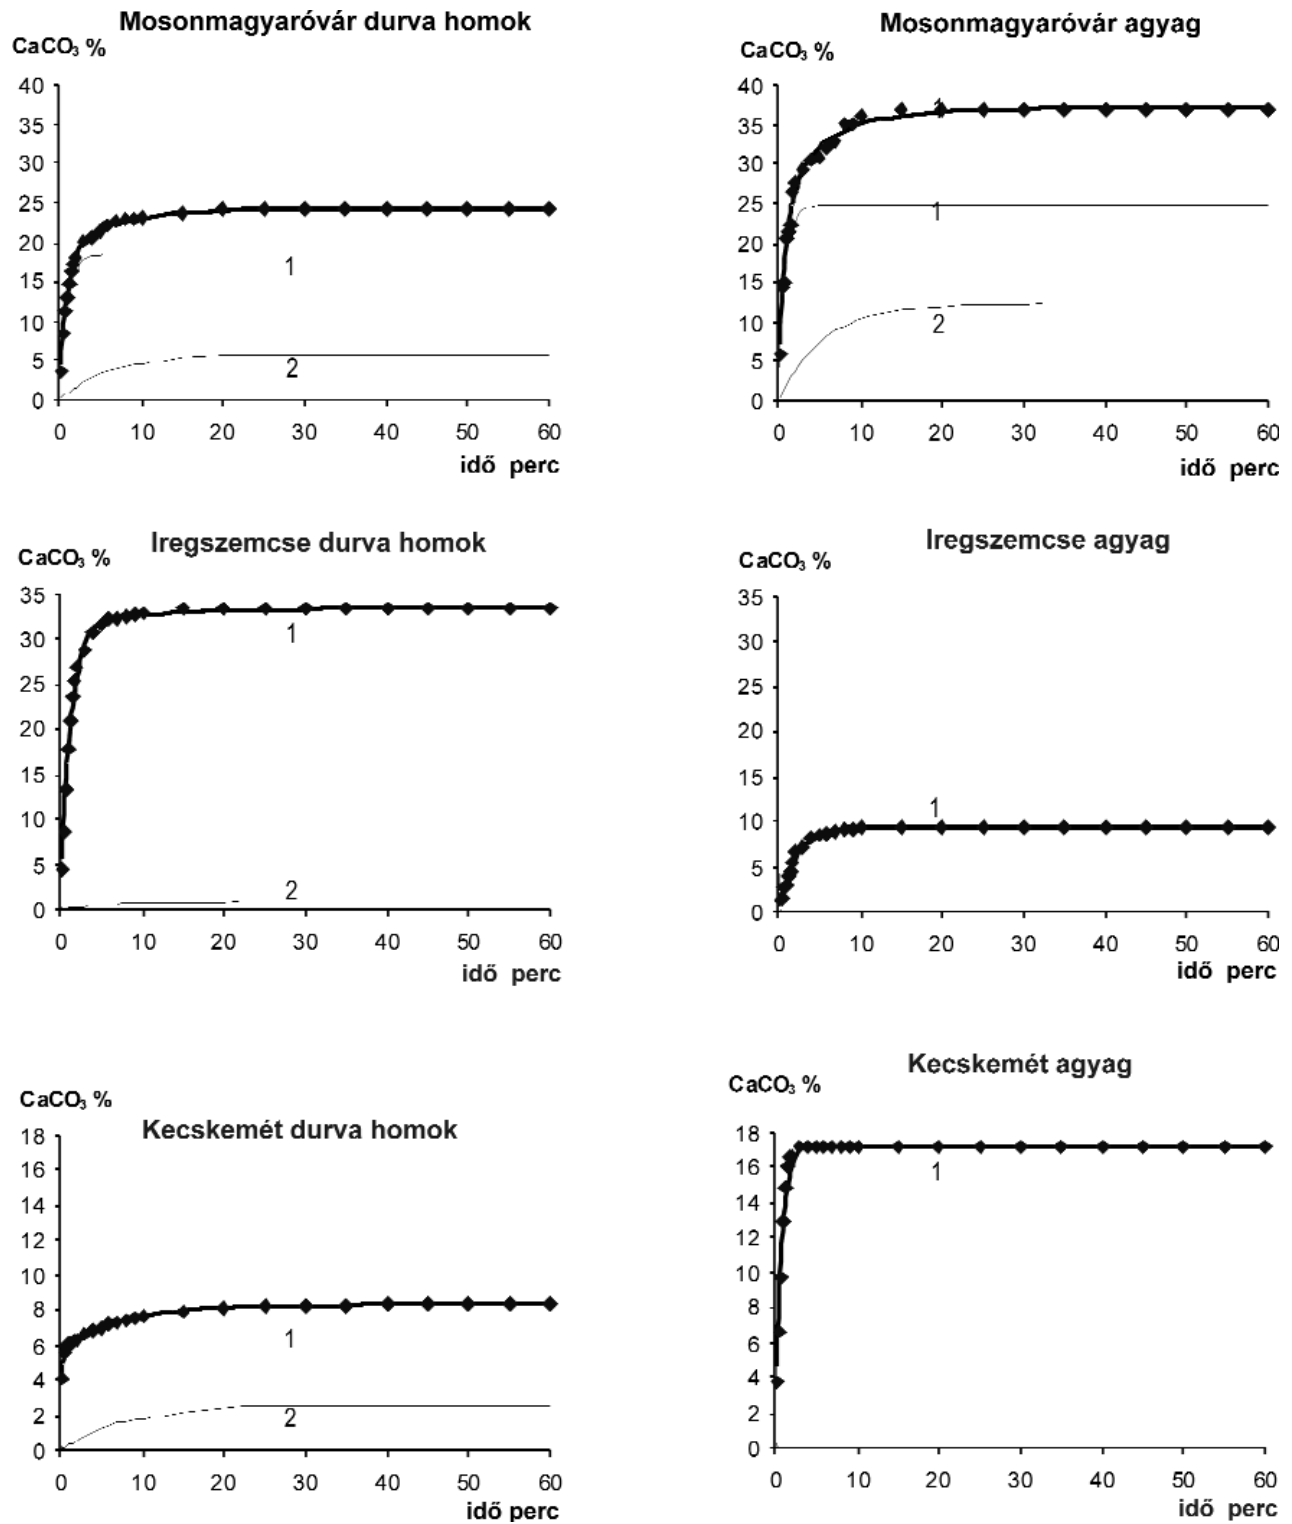 Mosonmagyaróvár durva homok
CaCO₃ %
40
35
30
25
20
15
10
5
0
1
2
0 10 20 30 40 50 60
idő perc
Mosonmagyaróvár agyag
CaCO₃ %
40
35
30
25
20
15
10
5
0
1
1
2
0 10 20 30 40 50 60
idő perc
Iregszemcse durva homok
CaCO₃ %
35
30
25
20
15
10
5
0
1
2
0 10 20 30 40 50 60
idő perc
Iregszemcse agyag
CaCO₃ %
35
30
25
20
15
10
5
0
1
0 10 20 30 40 50 60
idő perc
CaCO₃ %
Kecskemét durva homok
18
16
14
12
10
8
6
4
2
0
1
2
0 10 20 30 40 50 60
idő perc
Kecskemét agyag
CaCO₃ %
18
16
14
12
10
8
6
4
2
0
1
0 10 20 30 40 50 60
idő perc